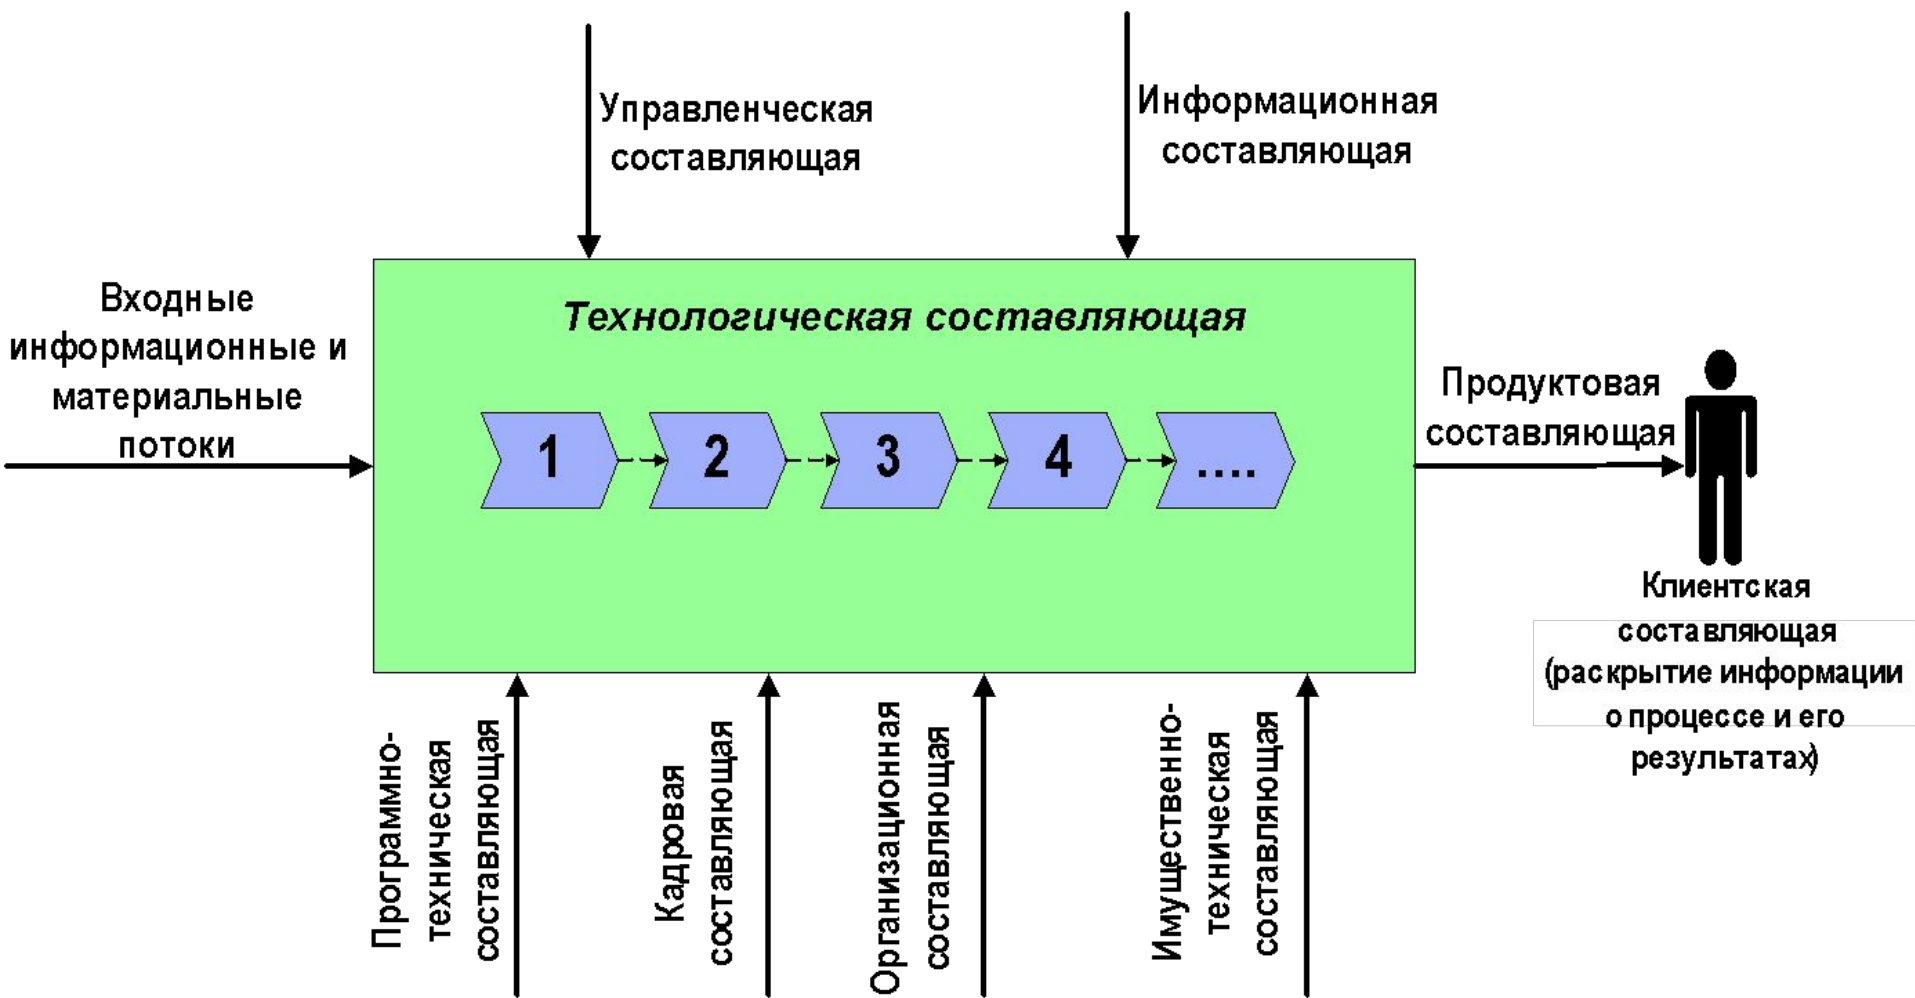 Управленческая
составляющая
Информационная
составляющая
Входные
информационные и
материальные
потоки
Технологическая составляющая
1
2
3
4
....
Продуктовая
составляющая
Клиентская
составляющая
(раскрытие информации
о процессе и его
результатах)
Программно-
техническая
составляющая
Кадровая
составляющая
Организационная
составляющая
Имущественно-
техническая
составляющая